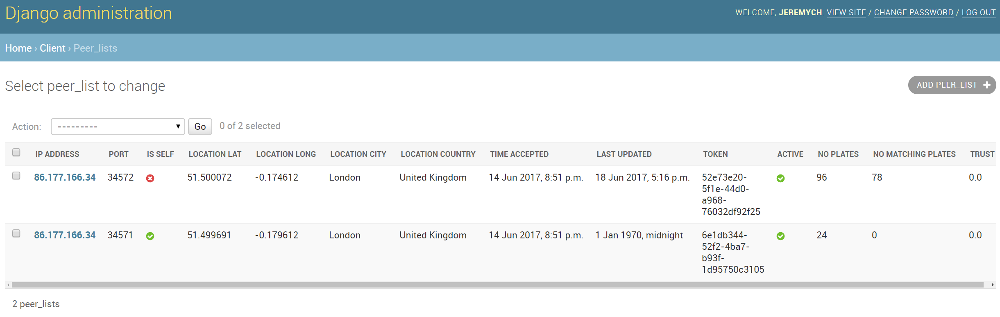 Django administration
WELCOME, JEREMYCH. VIEW SITE / CHANGE PASSWORD / LOG OUT
Home › Client › Peer_lists
Select peer_list to change
ADD PEER_LIST +
Action: --------- Go 0 of 2 selected
IP ADDRESS PORT IS SELF LOCATION LAT LOCATION LONG LOCATION CITY LOCATION COUNTRY TIME ACCEPTED LAST UPDATED TOKEN ACTIVE NO PLATES NO MATCHING PLATES TRUST
86.177.166.34 34572 51.500072 -0.174612 London United Kingdom 14 Jun 2017, 8:51 p.m. 18 Jun 2017, 5:16 p.m. 52e73e20- 96 78 0.0
5f1e-44d0-
a968-
76032df92f25
86.177.166.34 34571 51.499691 -0.179612 London United Kingdom 14 Jun 2017, 8:51 p.m. 1 Jan 1970, midnight 6e1db344- 24 0 0.0
52f2-4ba7-
b93f-
1d95750c3105
2 peer_lists